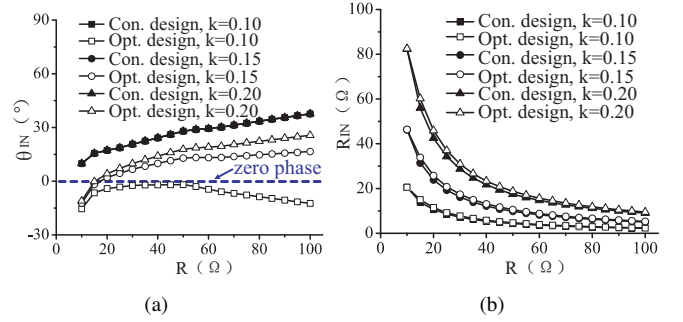 90
60
30
0
-30
θ IN (°)
Con. design, k=0.10
Opt. design, k=0.10
Con. design, k=0.15
Opt. design, k=0.15
Con. design, k=0.20
Opt. design, k=0.20
zero phase
0 20 40 60 80 100
R (Ω)
(a)
100
80
60
40
20
0
R IN (Ω)
Con. design, k=0.10
Opt. design, k=0.10
Con. design, k=0.15
Opt. design, k=0.15
Con. design, k=0.20
Opt. design, k=0.20
0 20 40 60 80 100
R (Ω)
(b)